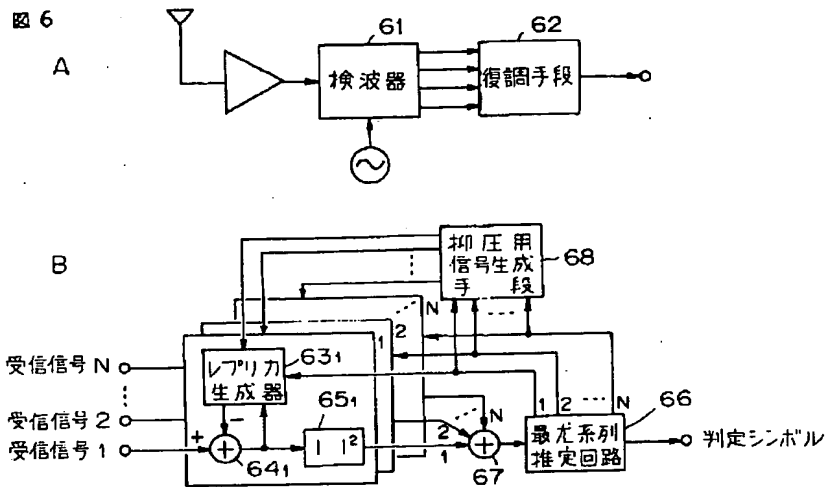 図 6
A
61
62
検波器
復調手段
B
抑圧用
信号生成
手 段
68
N
2
1
レプリカ
生成器
63₁
受信信号 N
受信信号 2
受信信号 1
+
−
64₁
65₁
| |²
N
2
1
67
1 2 N
66
最尤系列
推定回路
判定シンボル